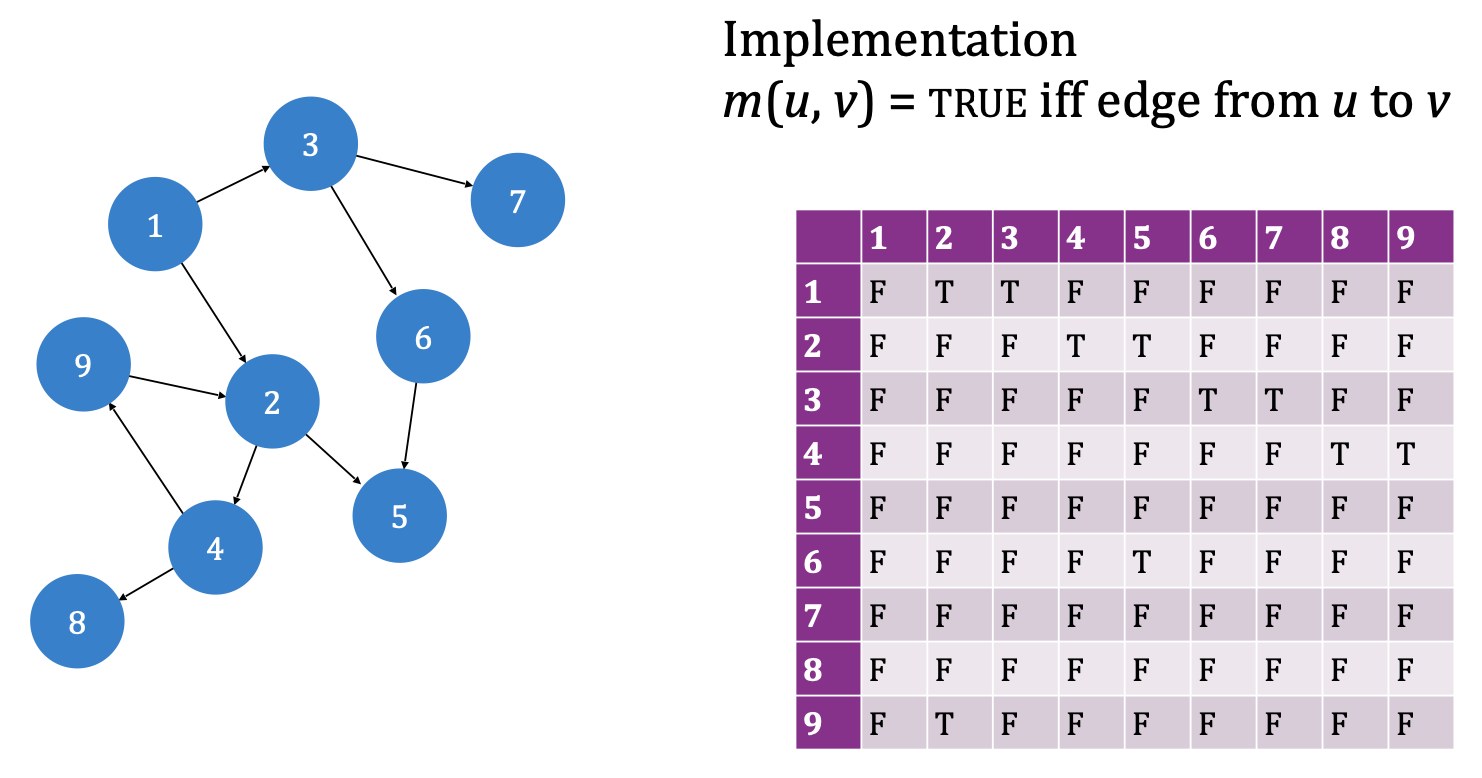 Implementation
m(u, v) = TRUE iff edge from u to v
3
7
1
6
9
2
5
4
8
1 2 3 4 5 6 7 8 9
1 F T T F F F F F F
2 F F F T T F F F F
3 F F F F F T T F F
4 F F F F F F F T T
5 F F F F F F F F F
6 F F F F T F F F F
7 F F F F F F F F F
8 F F F F F F F F F
9 F T F F F F F F F